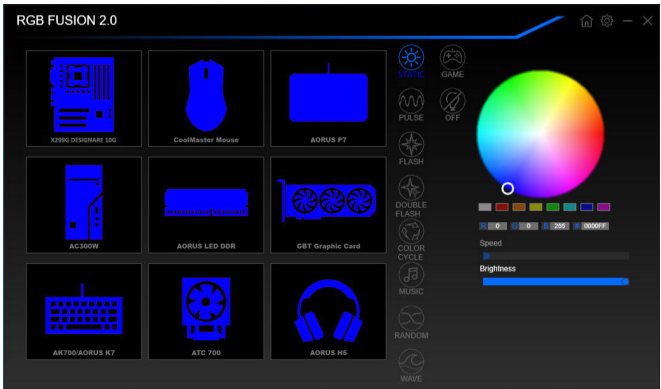 RGB FUSION 2.0
X299G DESIGNARE 10G
CoolMaster Mouse
AORUS P7
AC300W
AORUS LED DDR
GBT Graphic Card
AK700/AORUS K7
ATC 700
AORUS H5
STATIC
GAME
PULSE
OFF
FLASH
DOUBLE
FLASH
COLOR
CYCLE
MUSIC
RANDOM
WAVE
R 0 G 0 B 255 # 0000FF
Speed
Brightness